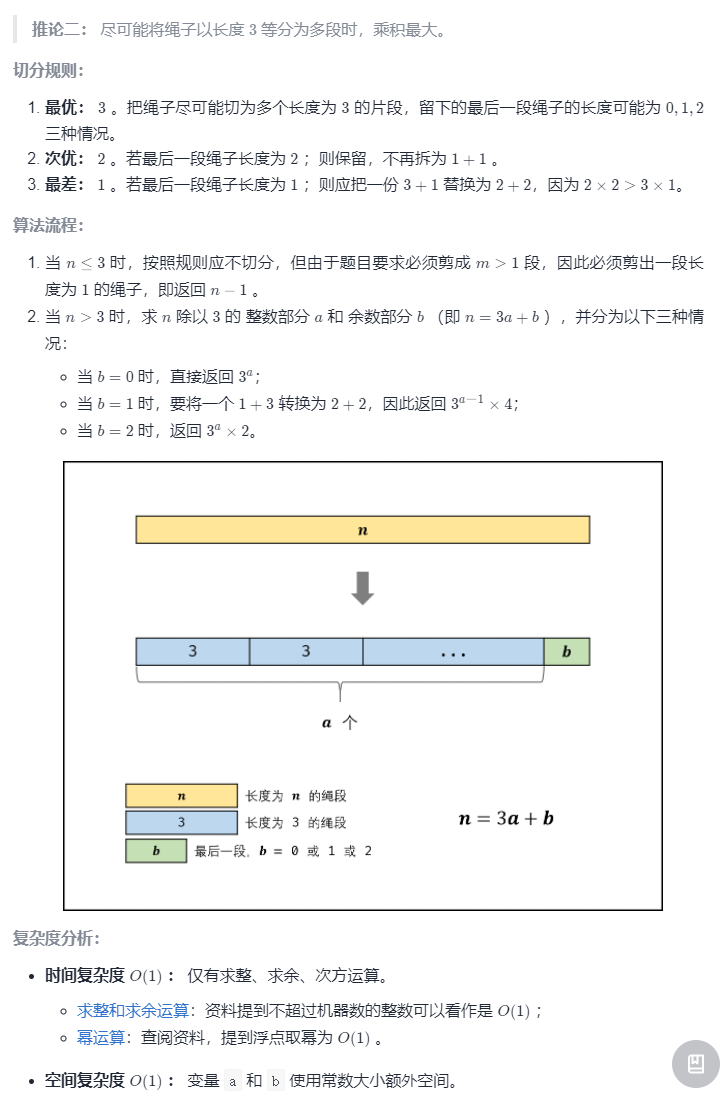 推论二： 尽可能将绳子以长度 3 等分为多段时，乘积最大。
切分规则：
1. 最优： 3 。把绳子尽可能切为多个长度为 3 的片段，留下的最后一段绳子的长度可能为 0,1,2
三种情况。
2. 次优： 2 。若最后一段绳子长度为 2 ；则保留，不再拆为 1 + 1 。
3. 最差： 1 。若最后一段绳子长度为 1 ；则应把一份 3 + 1 替换为 2 + 2，因为 2 × 2 > 3 × 1。
算法流程：
1. 当 n ≤ 3 时，按照规则应不切分，但由于题目要求必须剪成 m > 1 段，因此必须剪出一段长
度为 1 的绳子，即返回 n − 1 。
2. 当 n > 3 时，求 n 除以 3 的 整数部分 a 和 余数部分 b （即 n = 3a + b ），并分为以下三种情
况：
○ 当 b = 0 时，直接返回 3^a；
○ 当 b = 1 时，要将一个 1 + 3 转换为 2 + 2，因此返回 3^{a−1} × 4；
○ 当 b = 2 时，返回 3^a × 2。
n
3 3 ... b
a 个
n 长度为 n 的绳段
3 长度为 3 的绳段
n = 3a + b
b 最后一段，b = 0 或 1 或 2
复杂度分析：
• 时间复杂度 O(1) ： 仅有求整、求余、次方运算。
○ 求整和求余运算：资料提到不超过机器数的整数可以看作是 O(1) ；
○ 幂运算：查阅资料，提到浮点取幂为 O(1) 。
• 空间复杂度 O(1) ： 变量 a 和 b 使用常数大小额外空间。